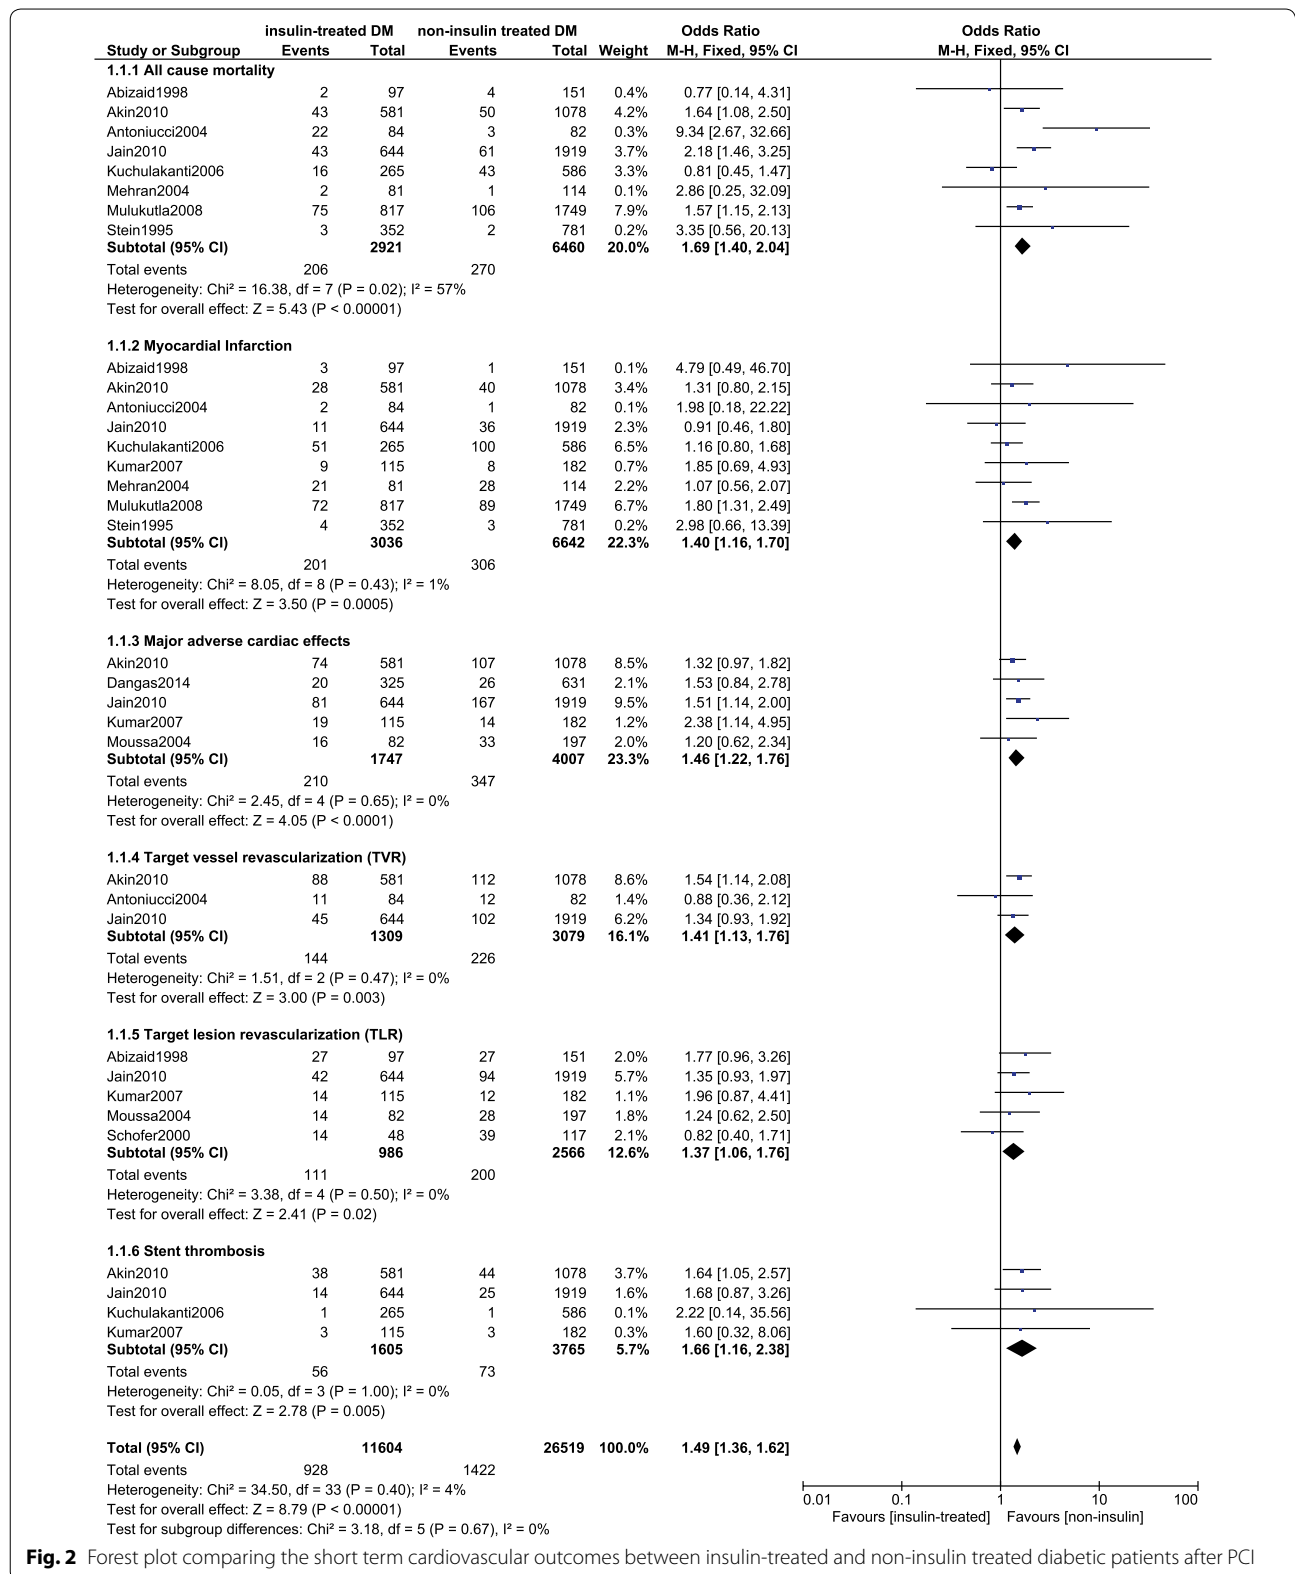 insulin-treated DM non-insulin treated DM Odds Ratio Odds Ratio
Study or Subgroup Events Total Events Total Weight M-H, Fixed, 95% CI M-H, Fixed, 95% CI
1.1.1 All cause mortality
Abizaid1998 2 97 4 151 0.4% 0.77 [0.14, 4.31]
Akin2010 43 581 50 1078 4.2% 1.64 [1.08, 2.50]
Antoniucci2004 22 84 3 82 0.3% 9.34 [2.67, 32.66]
Jain2010 43 644 61 1919 3.7% 2.18 [1.46, 3.25]
Kuchulakanti2006 16 265 43 586 3.3% 0.81 [0.45, 1.47]
Mehran2004 2 81 1 114 0.1% 2.86 [0.25, 32.09]
Mulukutla2008 75 817 106 1749 7.9% 1.57 [1.15, 2.13]
Stein1995 3 352 2 781 0.2% 3.35 [0.56, 20.13]
Subtotal (95% CI) 2921 6460 20.0% 1.69 [1.40, 2.04]
Total events 206 270
Heterogeneity: Chi² = 16.38, df = 7 (P = 0.02); I² = 57%
Test for overall effect: Z = 5.43 (P < 0.00001)
1.1.2 Myocardial Infarction
Abizaid1998 3 97 1 151 0.1% 4.79 [0.49, 46.70]
Akin2010 28 581 40 1078 3.4% 1.31 [0.80, 2.15]
Antoniucci2004 2 84 1 82 0.1% 1.98 [0.18, 22.22]
Jain2010 11 644 36 1919 2.3% 0.91 [0.46, 1.80]
Kuchulakanti2006 51 265 100 586 6.5% 1.16 [0.80, 1.68]
Kumar2007 9 115 8 182 0.7% 1.85 [0.69, 4.93]
Mehran2004 21 81 28 114 2.2% 1.07 [0.56, 2.07]
Mulukutla2008 72 817 89 1749 6.7% 1.80 [1.31, 2.49]
Stein1995 4 352 3 781 0.2% 2.98 [0.66, 13.39]
Subtotal (95% CI) 3036 6642 22.3% 1.40 [1.16, 1.70]
Total events 201 306
Heterogeneity: Chi² = 8.05, df = 8 (P = 0.43); I² = 1%
Test for overall effect: Z = 3.50 (P = 0.0005)
1.1.3 Major adverse cardiac effects
Akin2010 74 581 107 1078 8.5% 1.32 [0.97, 1.82]
Dangas2014 20 325 26 631 2.1% 1.53 [0.84, 2.78]
Jain2010 81 644 167 1919 9.5% 1.51 [1.14, 2.00]
Kumar2007 19 115 14 182 1.2% 2.38 [1.14, 4.95]
Moussa2004 16 82 33 197 2.0% 1.20 [0.62, 2.34]
Subtotal (95% CI) 1747 4007 23.3% 1.46 [1.22, 1.76]
Total events 210 347
Heterogeneity: Chi² = 2.45, df = 4 (P = 0.65); I² = 0%
Test for overall effect: Z = 4.05 (P < 0.0001)
1.1.4 Target vessel revascularization (TVR)
Akin2010 88 581 112 1078 8.6% 1.54 [1.14, 2.08]
Antoniucci2004 11 84 12 82 1.4% 0.88 [0.36, 2.12]
Jain2010 45 644 102 1919 6.2% 1.34 [0.93, 1.92]
Subtotal (95% CI) 1309 3079 16.1% 1.41 [1.13, 1.76]
Total events 144 226
Heterogeneity: Chi² = 1.51, df = 2 (P = 0.47); I² = 0%
Test for overall effect: Z = 3.00 (P = 0.003)
1.1.5 Target lesion revascularization (TLR)
Abizaid1998 27 97 27 151 2.0% 1.77 [0.96, 3.26]
Jain2010 42 644 94 1919 5.7% 1.35 [0.93, 1.97]
Kumar2007 14 115 12 182 1.1% 1.96 [0.87, 4.41]
Moussa2004 14 82 28 197 1.8% 1.24 [0.62, 2.50]
Schofer2000 14 48 39 117 2.1% 0.82 [0.40, 1.71]
Subtotal (95% CI) 986 2566 12.6% 1.37 [1.06, 1.76]
Total events 111 200
Heterogeneity: Chi² = 3.38, df = 4 (P = 0.50); I² = 0%
Test for overall effect: Z = 2.41 (P = 0.02)
1.1.6 Stent thrombosis
Akin2010 38 581 44 1078 3.7% 1.64 [1.05, 2.57]
Jain2010 14 644 25 1919 1.6% 1.68 [0.87, 3.26]
Kuchulakanti2006 1 265 1 586 0.1% 2.22 [0.14, 35.56]
Kumar2007 3 115 3 182 0.3% 1.60 [0.32, 8.06]
Subtotal (95% CI) 1605 3765 5.7% 1.66 [1.16, 2.38]
Total events 56 73
Heterogeneity: Chi² = 0.05, df = 3 (P = 1.00); I² = 0%
Test for overall effect: Z = 2.78 (P = 0.005)
Total (95% CI) 11604 26519 100.0% 1.49 [1.36, 1.62]
Total events 928 1422
Heterogeneity: Chi² = 34.50, df = 33 (P = 0.40); I² = 4%
Test for overall effect: Z = 8.79 (P < 0.00001)
Test for subgroup differences: Chi² = 3.18, df = 5 (P = 0.67), I² = 0%
0.01 0.1 1 10 100
Favours [insulin-treated] Favours [non-insulin]
Fig. 2 Forest plot comparing the short term cardiovascular outcomes between insulin-treated and non-insulin treated diabetic patients after PCI